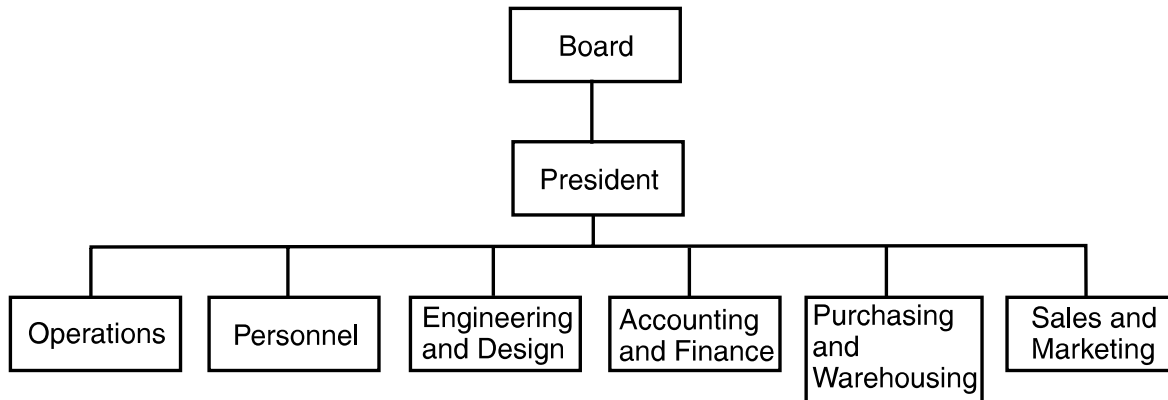 Board
President
Operations
Personnel
Engineering
and Design
Accounting
and Finance
Purchasing
and
Warehousing
Sales and
Marketing